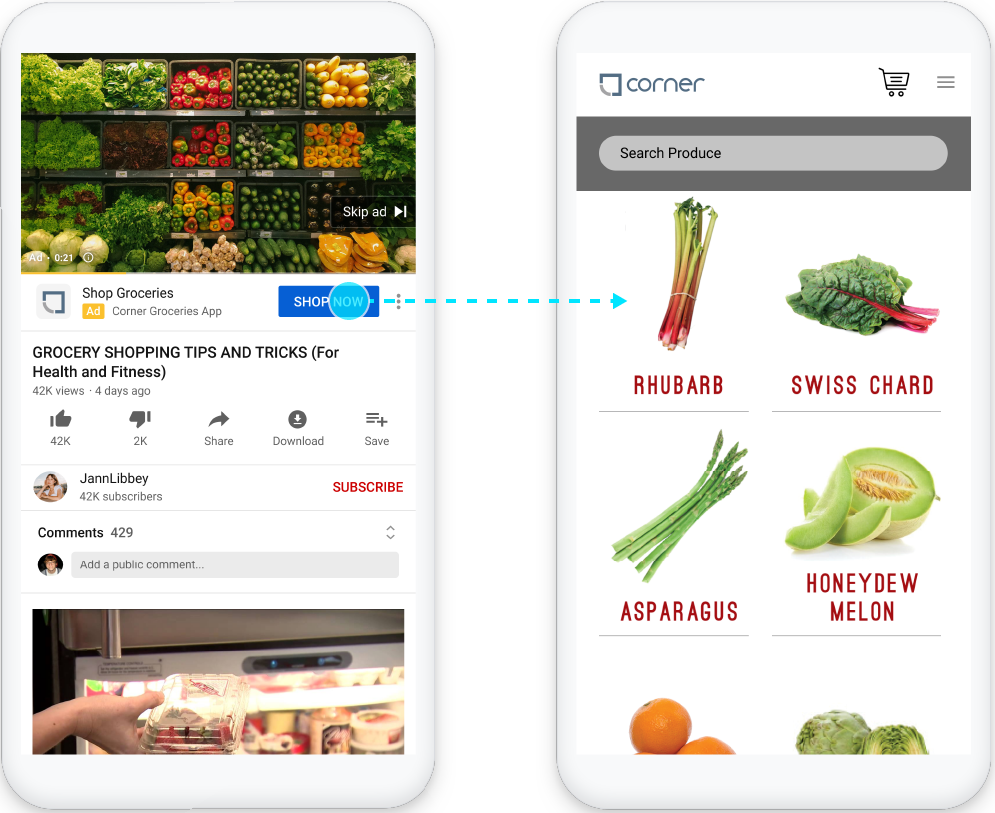 Skip ad
Ad · 0:21
Shop Groceries
Ad Corner Groceries App
SHOP NOW
GROCERY SHOPPING TIPS AND TRICKS (For
Health and Fitness)
42K views · 4 days ago
42K
2K
Share
Download
Save
JannLibbey
42K subscribers
SUBSCRIBE
Comments 429
Add a public comment...
corner
Search Produce
RHUBARB
SWISS CHARD
ASPARAGUS
HONEYDEW
MELON